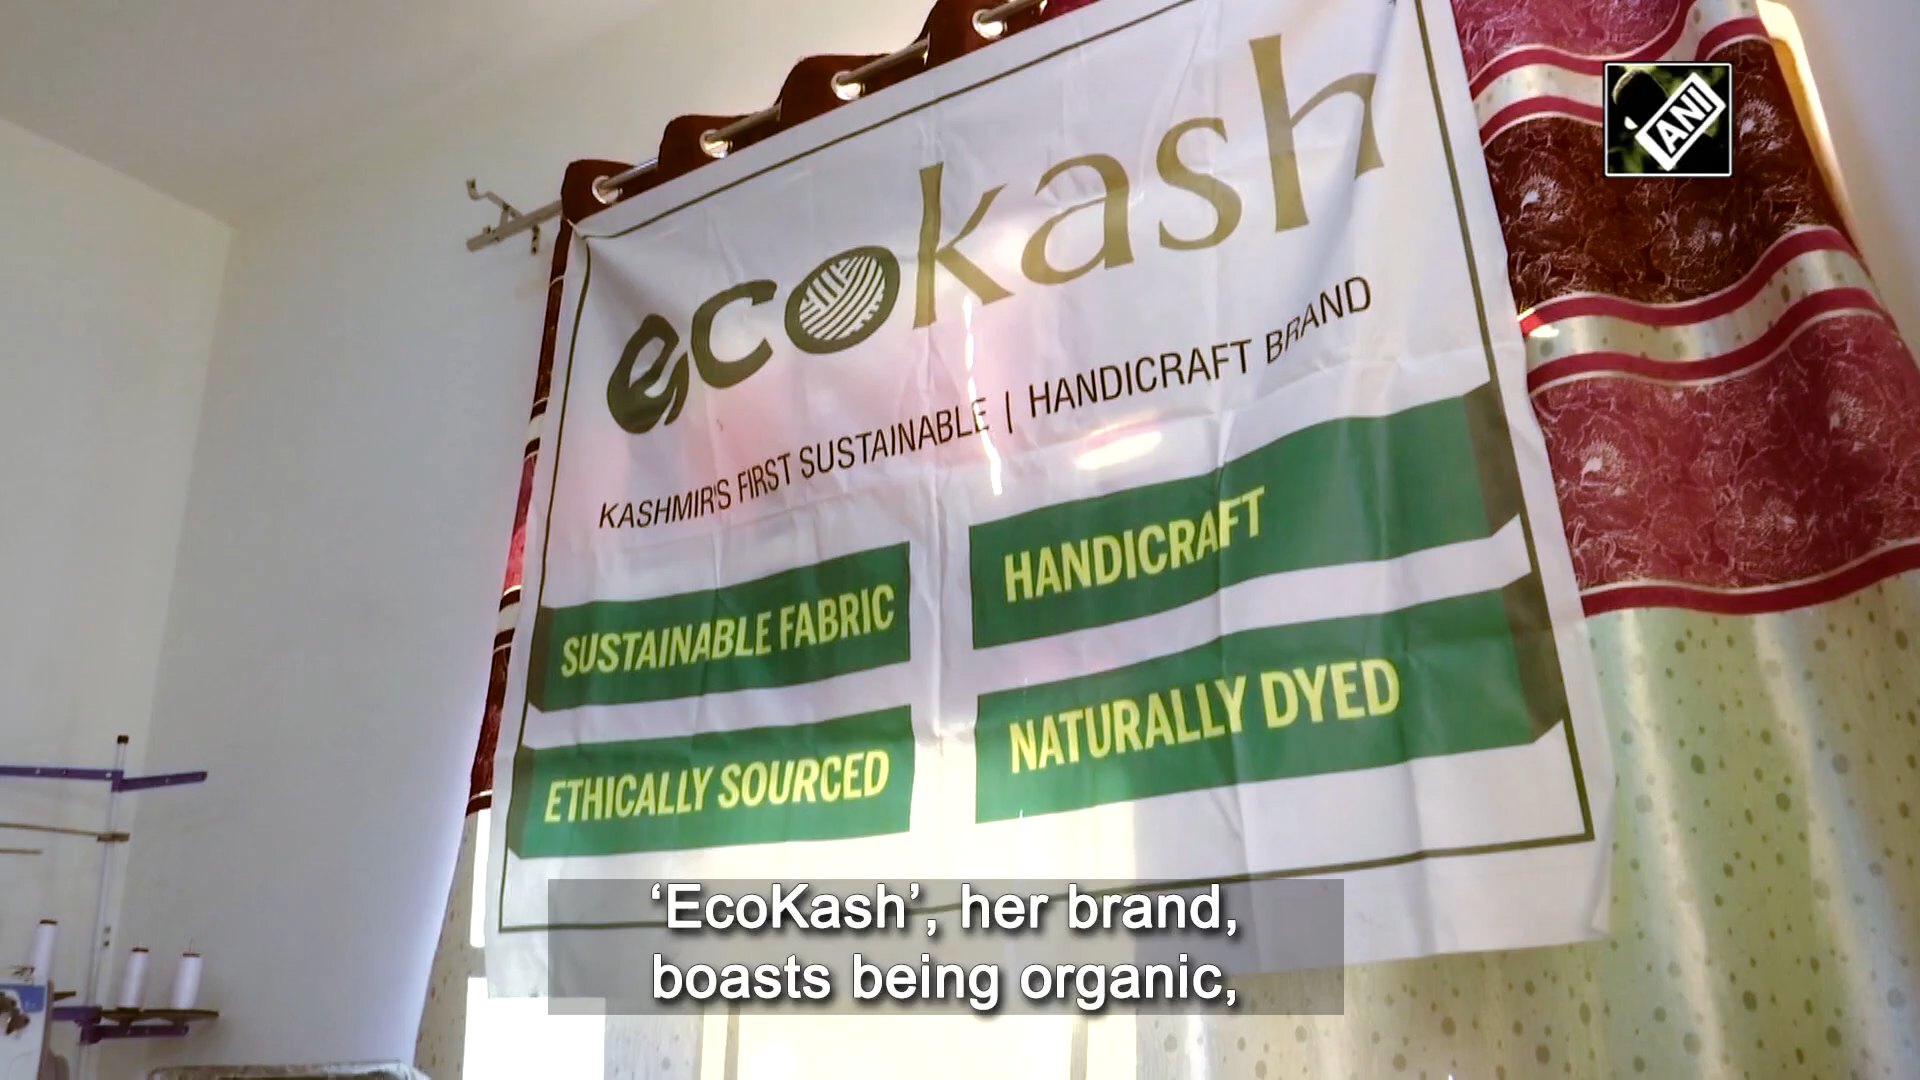 ANI
ecokash
KASHMIR'S FIRST SUSTAINABLE | HANDICRAFT BRAND
SUSTAINABLE FABRIC
HANDICRAFT
ETHICALLY SOURCED
NATURALLY DYED
‘EcoKash’, her brand,
boasts being organic,